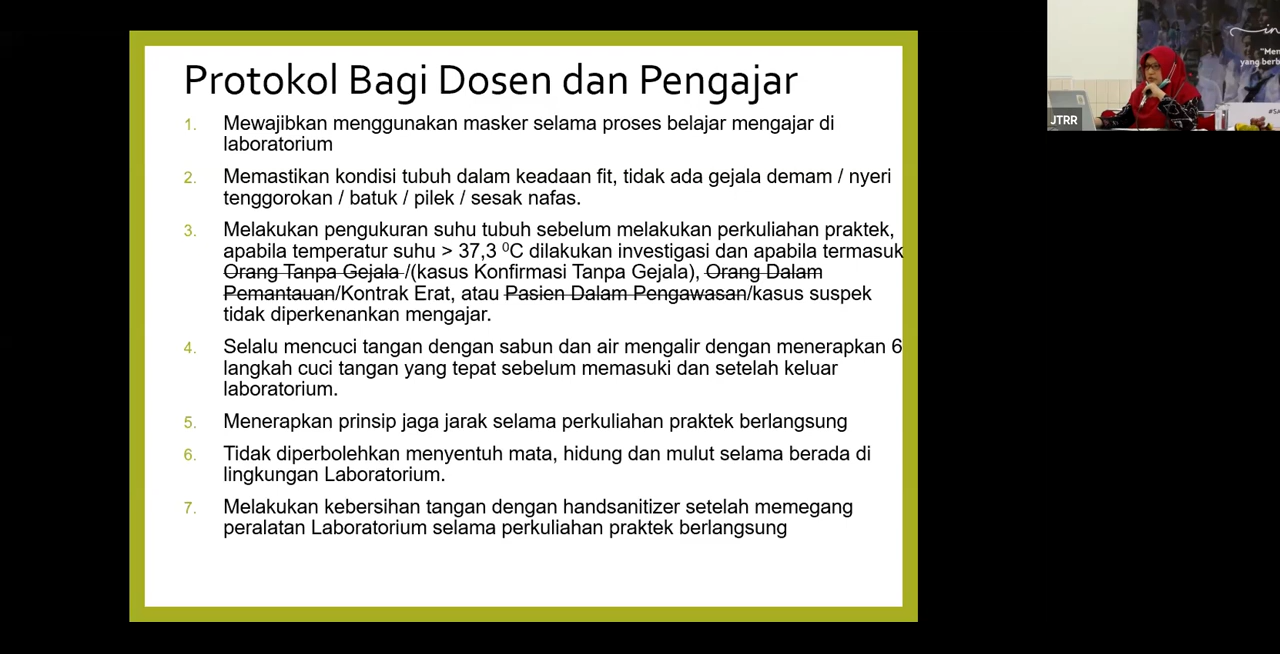 Protokol Bagi Dosen dan Pengajar
1. Mewajibkan menggunakan masker selama proses belajar mengajar di
laboratorium
2. Memastikan kondisi tubuh dalam keadaan fit, tidak ada gejala demam / nyeri
tenggorokan / batuk / pilek / sesak nafas.
3. Melakukan pengukuran suhu tubuh sebelum melakukan perkuliahan praktek,
apabila temperatur suhu > 37,3 ⁰C dilakukan investigasi dan apabila termasuk
Orang Tanpa Gejala /(kasus Konfirmasi Tanpa Gejala), Orang Dalam
Pemantauan/Kontrak Erat, atau Pasien Dalam Pengawasan/kasus suspek
tidak diperkenankan mengajar.
4. Selalu mencuci tangan dengan sabun dan air mengalir dengan menerapkan 6
langkah cuci tangan yang tepat sebelum memasuki dan setelah keluar
laboratorium.
5. Menerapkan prinsip jaga jarak selama perkuliahan praktek berlangsung
6. Tidak diperbolehkan menyentuh mata, hidung dan mulut selama berada di
lingkungan Laboratorium.
7. Melakukan kebersihan tangan dengan handsanitizer setelah memegang
peralatan Laboratorium selama perkuliahan praktek berlangsung
in
"Men
yang berb
JTRR